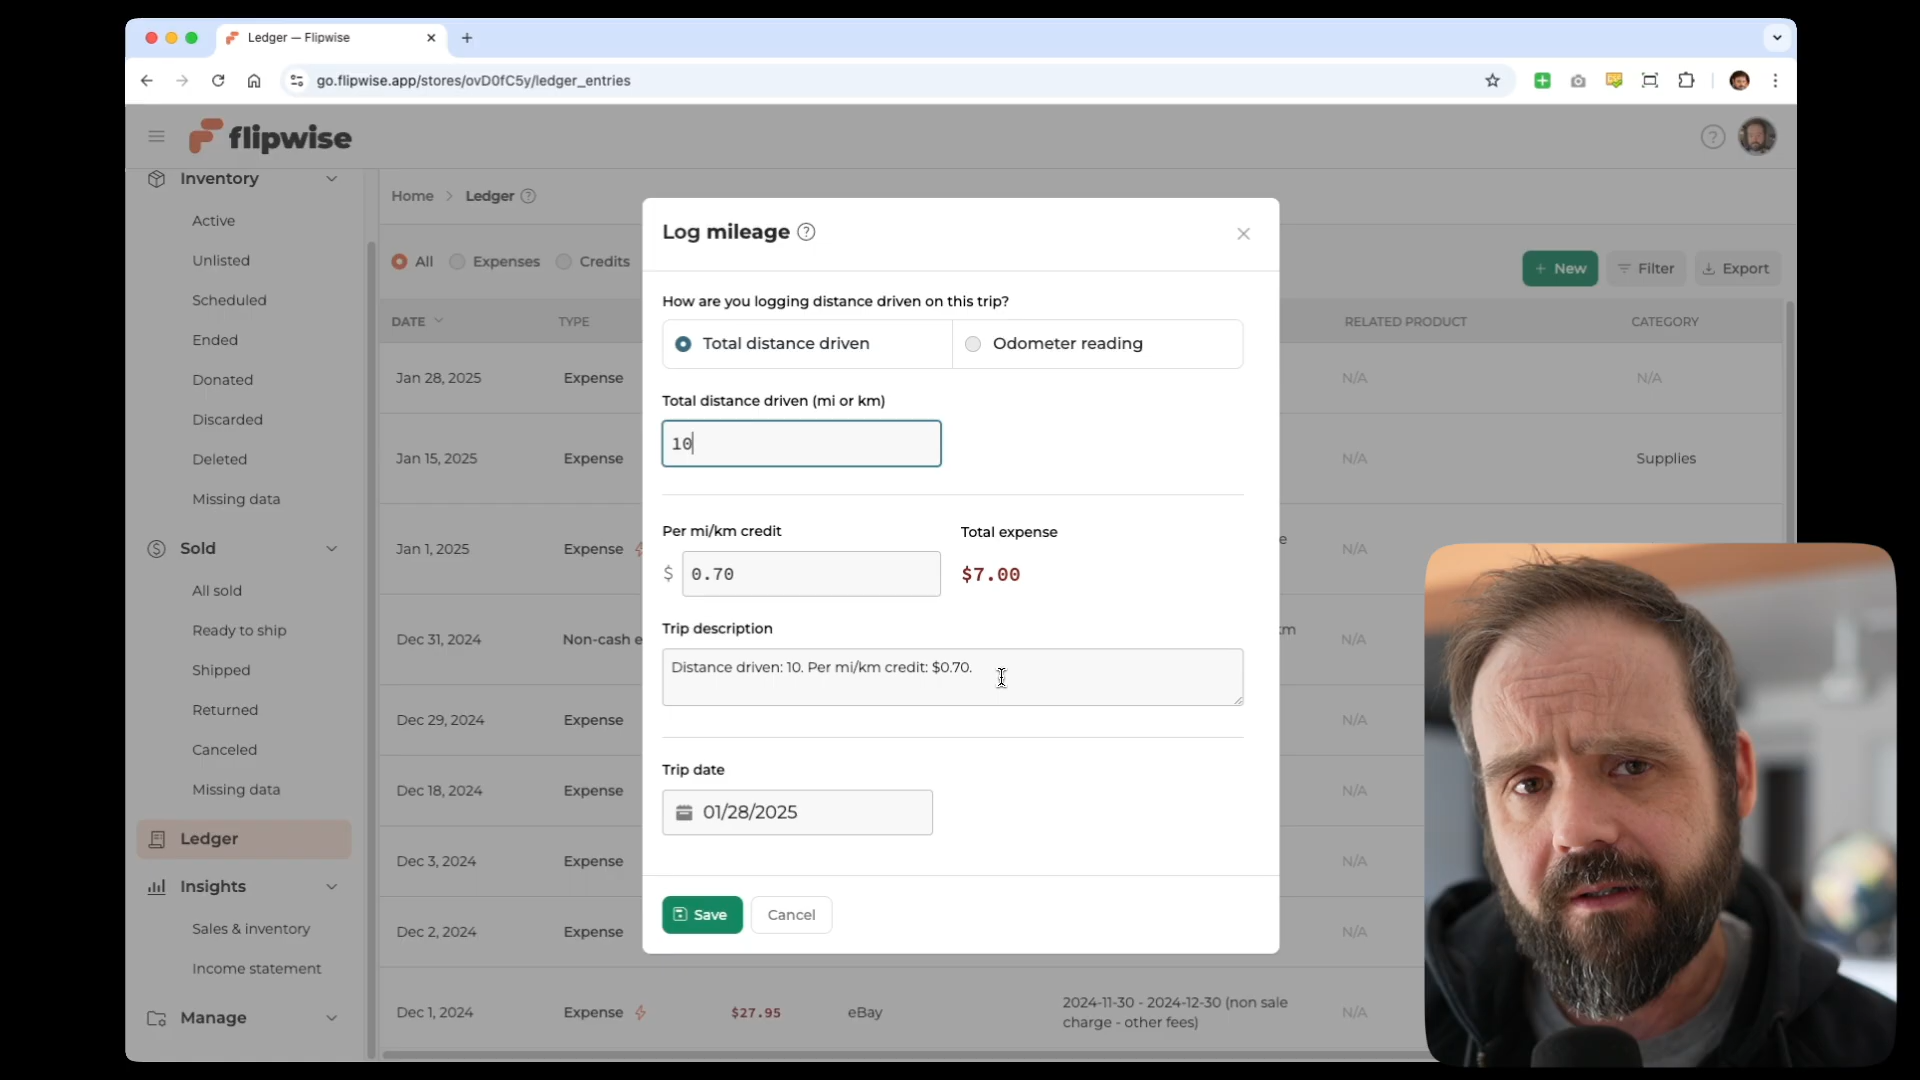 Ledger — Flipwise
go.flipwise.app/stores/ovD0fC5y/ledger_entries
flipwise
Inventory
Active
Unlisted
Scheduled
Ended
Donated
Discarded
Deleted
Missing data
Sold
All sold
Ready to ship
Shipped
Returned
Canceled
Missing data
Ledger
Insights
Sales & inventory
Income statement
Manage
Home > Ledger ?
All Expenses Credits
+ New Filter Export
DATE TYPE RELATED PRODUCT CATEGORY
Jan 28, 2025 Expense N/A N/A
Jan 15, 2025 Expense N/A Supplies
Jan 1, 2025 Expense e N/A
Dec 31, 2024 Non-cash e km N/A
Dec 29, 2024 Expense N/A
Dec 18, 2024 Expense N/A
Dec 3, 2024 Expense N/A
Dec 2, 2024 Expense N/A
Dec 1, 2024 Expense $27.95 eBay 2024-11-30 - 2024-12-30 (non sale N/A
charge - other fees)
Log mileage ?
How are you logging distance driven on this trip?
Total distance driven Odometer reading
Total distance driven (mi or km)
10
Per mi/km credit Total expense
$ 0.70 $7.00
Trip description
Distance driven: 10. Per mi/km credit: $0.70.
Trip date
01/28/2025
Save Cancel